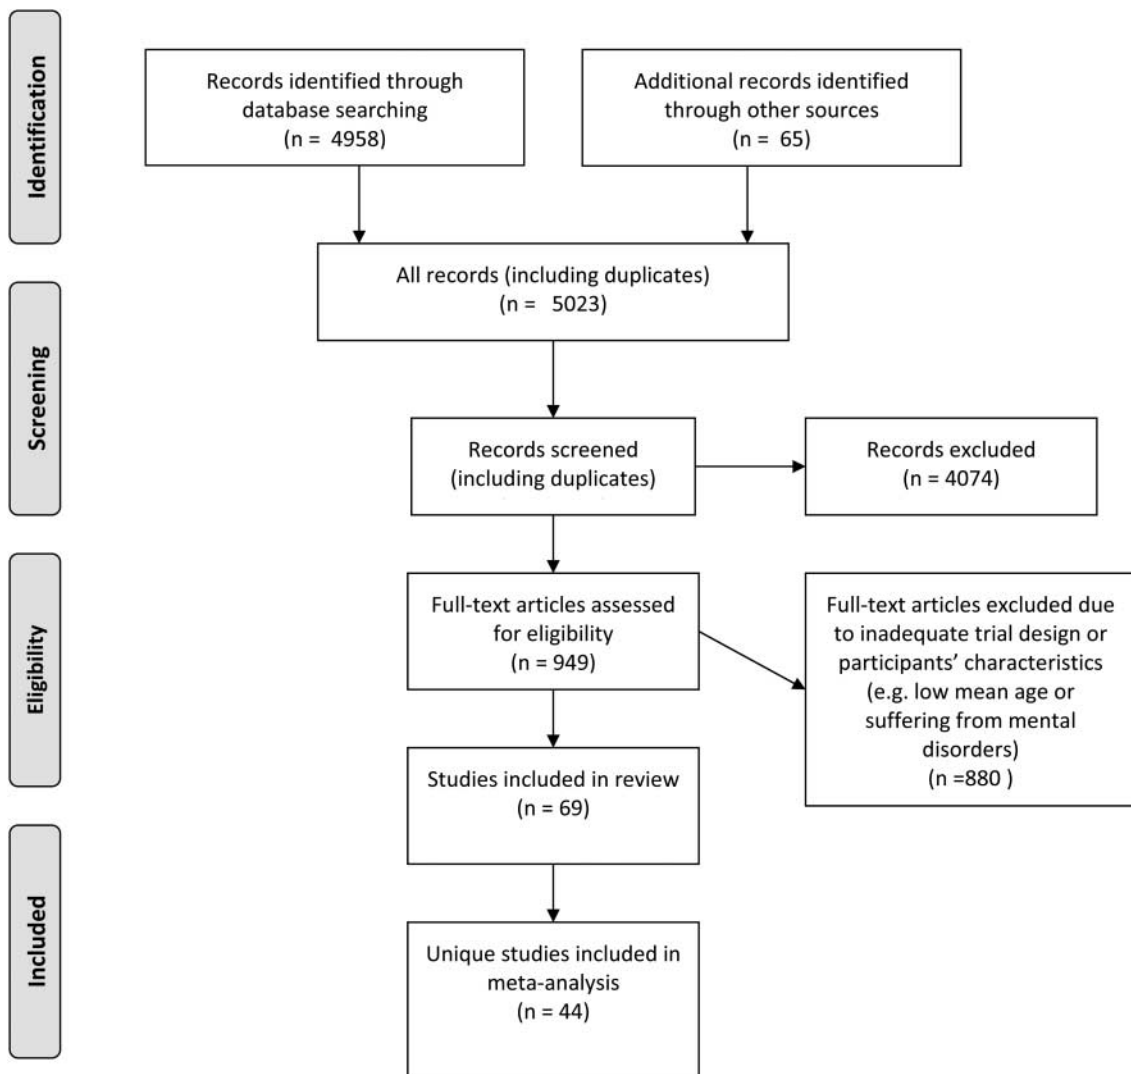 Identification
Records identified through
database searching
(n = 4958)
Additional records identified
through other sources
(n = 65)
All records (including duplicates)
(n = 5023)
Screening
Records screened
(including duplicates)
Records excluded
(n = 4074)
Eligibility
Full-text articles assessed
for eligibility
(n = 949)
Full-text articles excluded due
to inadequate trial design or
participants’ characteristics
(e.g. low mean age or
suffering from mental
disorders)
(n =880 )
Studies included in review
(n = 69)
Included
Unique studies included in
meta-analysis
(n = 44)